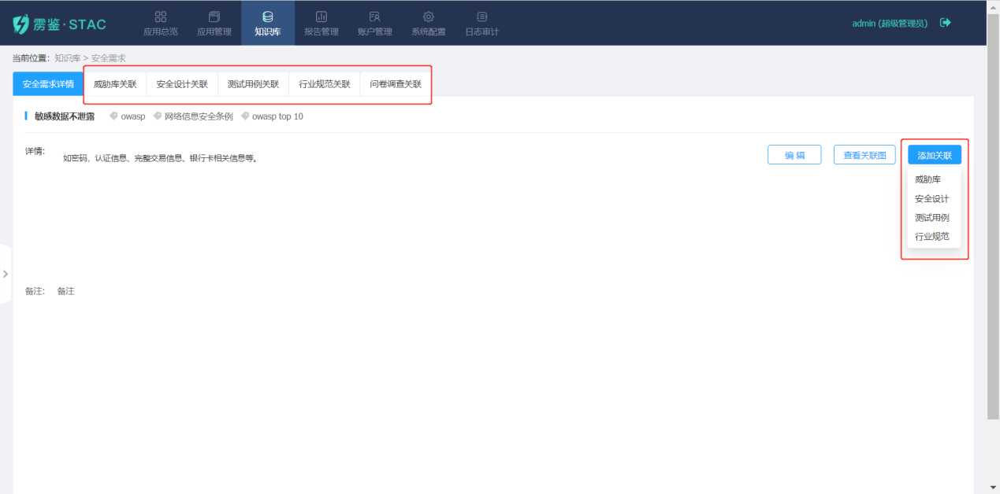 雳鉴·STAC
应用总览 应用管理 知识库 报告管理 账户管理 系统配置 日志审计
admin (超级管理员)
当前位置: 知识库 > 安全需求
安全需求详情 威胁库关联 安全设计关联 测试用例关联 行业规范关联 问卷调查关联
敏感数据不泄露 owasp 网络信息安全条例 owasp top 10
详情: 如密码，认证信息、完整交易信息、银行卡相关信息等。
编 辑 查看关联图 添加关联
威胁库
安全设计
测试用例
行业规范
备注: 备注